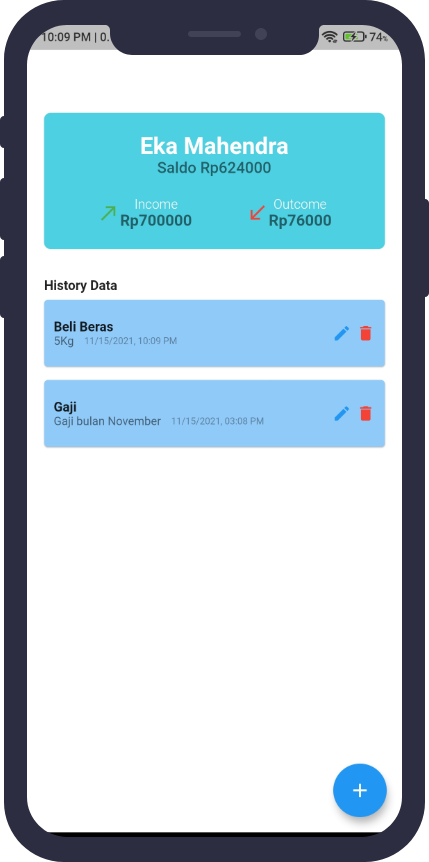 10:09 PM | 0.
74%
Eka Mahendra
Saldo Rp624000
Income
Rp700000
Outcome
Rp76000
History Data
Beli Beras
5Kg 11/15/2021, 10:09 PM
Gaji
Gaji bulan November 11/15/2021, 03:08 PM